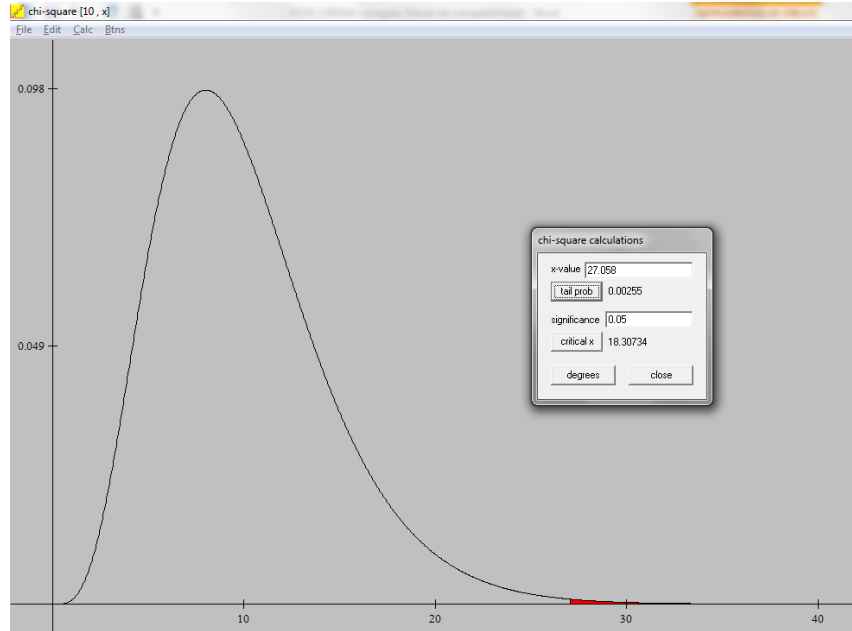 chi-square [10 , x]
File Edit Calc Btns
0.098
0.049
10 20 30 40
chi-square calculations
x-value 27.058
tail prob 0.00255
significance 0.05
critical x 18.30734
degrees close